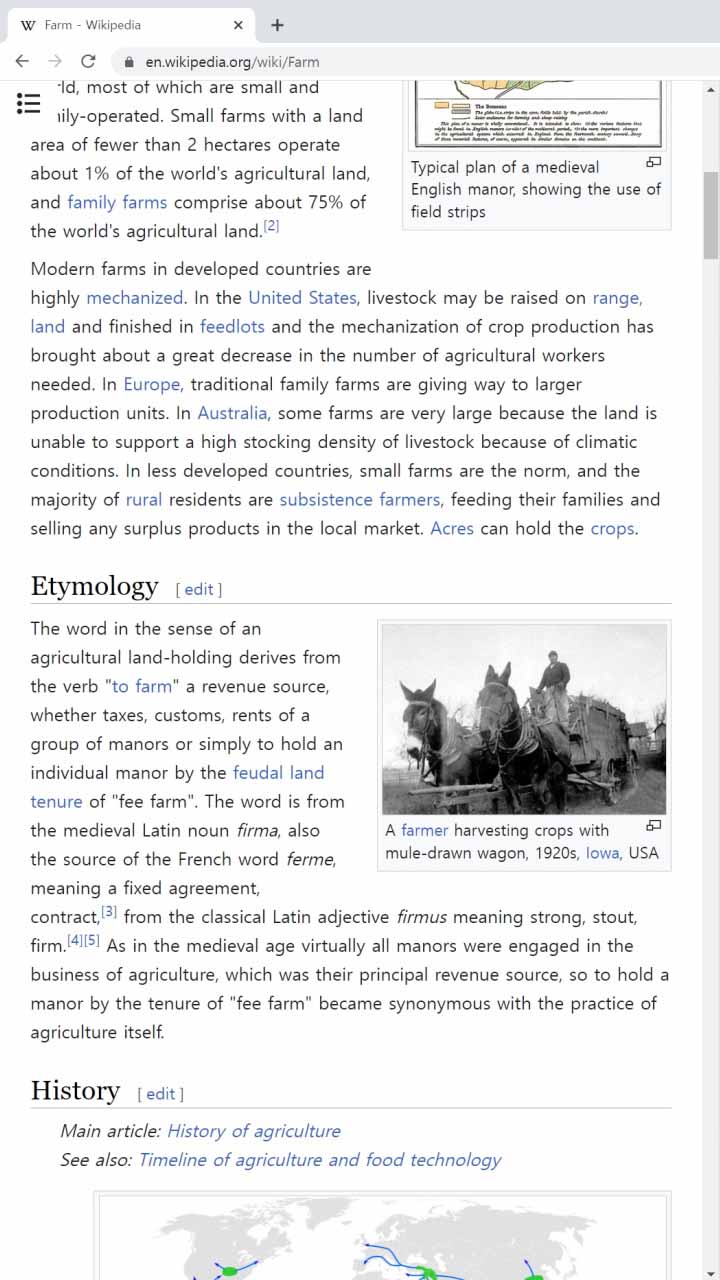 W Farm - Wikipedia
en.wikipedia.org/wiki/Farm
rld, most of which are small and
ily-operated. Small farms with a land
area of fewer than 2 hectares operate
about 1% of the world's agricultural land,
and family farms comprise about 75% of
the world's agricultural land.[2]
The Demesne
Typical plan of a medieval
English manor, showing the use of
field strips
Modern farms in developed countries are
highly mechanized. In the United States, livestock may be raised on range,
land and finished in feedlots and the mechanization of crop production has
brought about a great decrease in the number of agricultural workers
needed. In Europe, traditional family farms are giving way to larger
production units. In Australia, some farms are very large because the land is
unable to support a high stocking density of livestock because of climatic
conditions. In less developed countries, small farms are the norm, and the
majority of rural residents are subsistence farmers, feeding their families and
selling any surplus products in the local market. Acres can hold the crops.
Etymology [ edit ]
The word in the sense of an
agricultural land-holding derives from
the verb "to farm" a revenue source,
whether taxes, customs, rents of a
group of manors or simply to hold an
individual manor by the feudal land
tenure of "fee farm". The word is from
the medieval Latin noun firma, also
the source of the French word ferme,
meaning a fixed agreement,
contract,[3] from the classical Latin adjective firmus meaning strong, stout,
firm.[4][5] As in the medieval age virtually all manors were engaged in the
business of agriculture, which was their principal revenue source, so to hold a
manor by the tenure of "fee farm" became synonymous with the practice of
agriculture itself.
A farmer harvesting crops with
mule-drawn wagon, 1920s, Iowa, USA
History [ edit ]
Main article: History of agriculture
See also: Timeline of agriculture and food technology